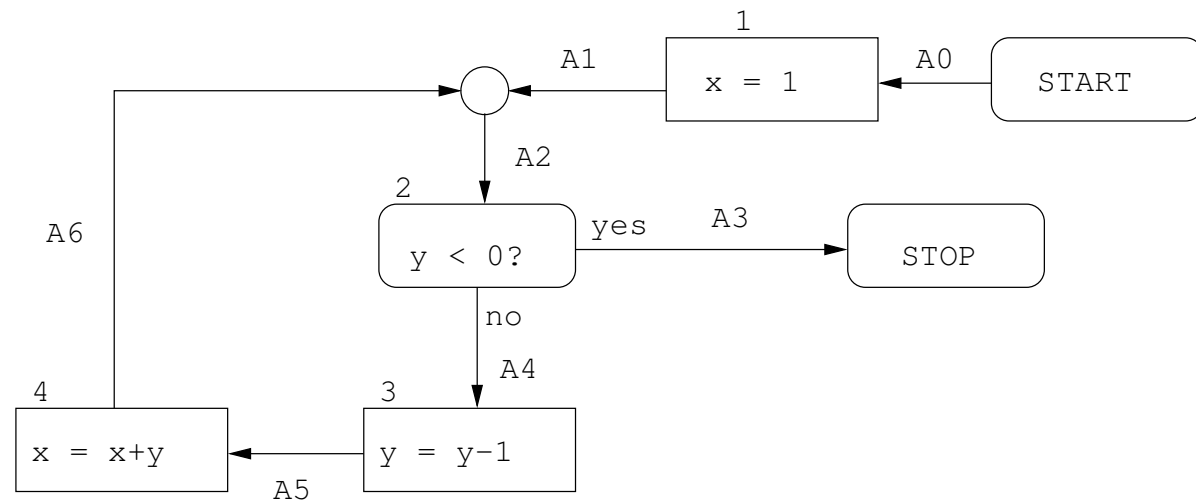 1
A1
A0
x = 1
START
A2
2
yes
A3
A6
y < 0?
STOP
no
A4
4
3
x = x+y
y = y-1
A5